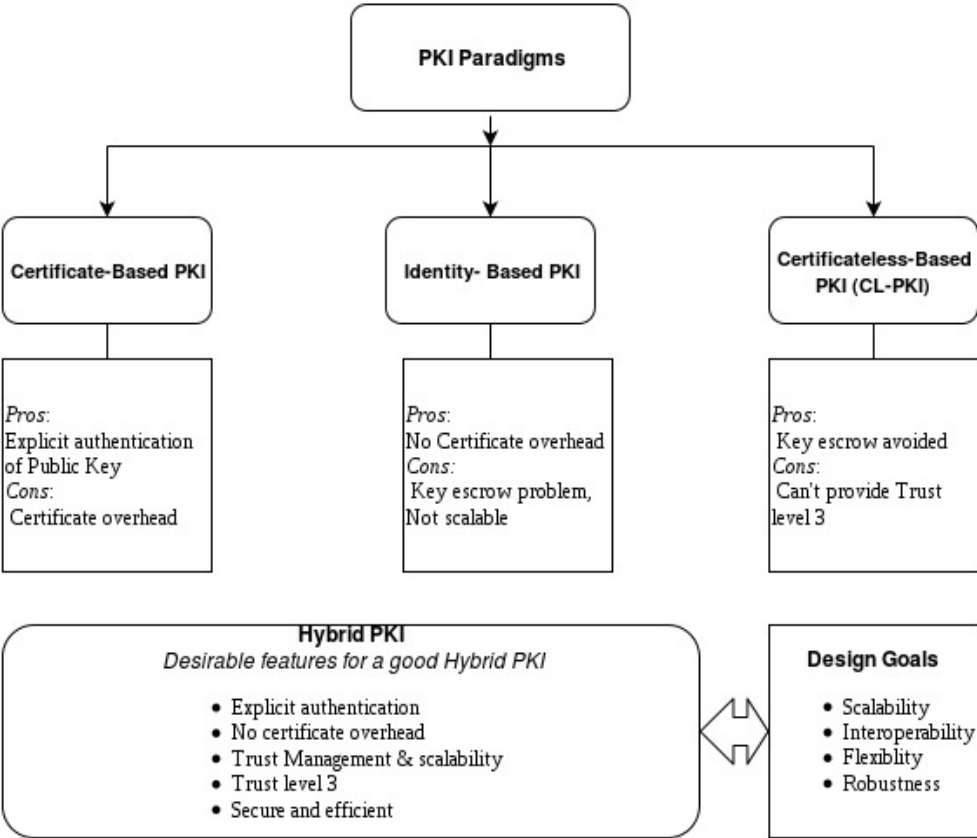 PKI Paradigms
Certificate-Based PKI
Identity- Based PKI
Certificateless-Based
PKI (CL-PKI)
Pros:
Explicit authentication
of Public Key
Cons:
Certificate overhead
Pros:
No Certificate overhead
Cons:
Key escrow problem,
Not scalable
Pros:
Key escrow avoided
Cons:
Can't provide Trust
level 3
Hybrid PKI
Desirable features for a good Hybrid PKI
• Explicit authentication
• No certificate overhead
• Trust Management & scalability
• Trust level 3
• Secure and efficient
Design Goals
• Scalability
• Interoperability
• Flexiblity
• Robustness